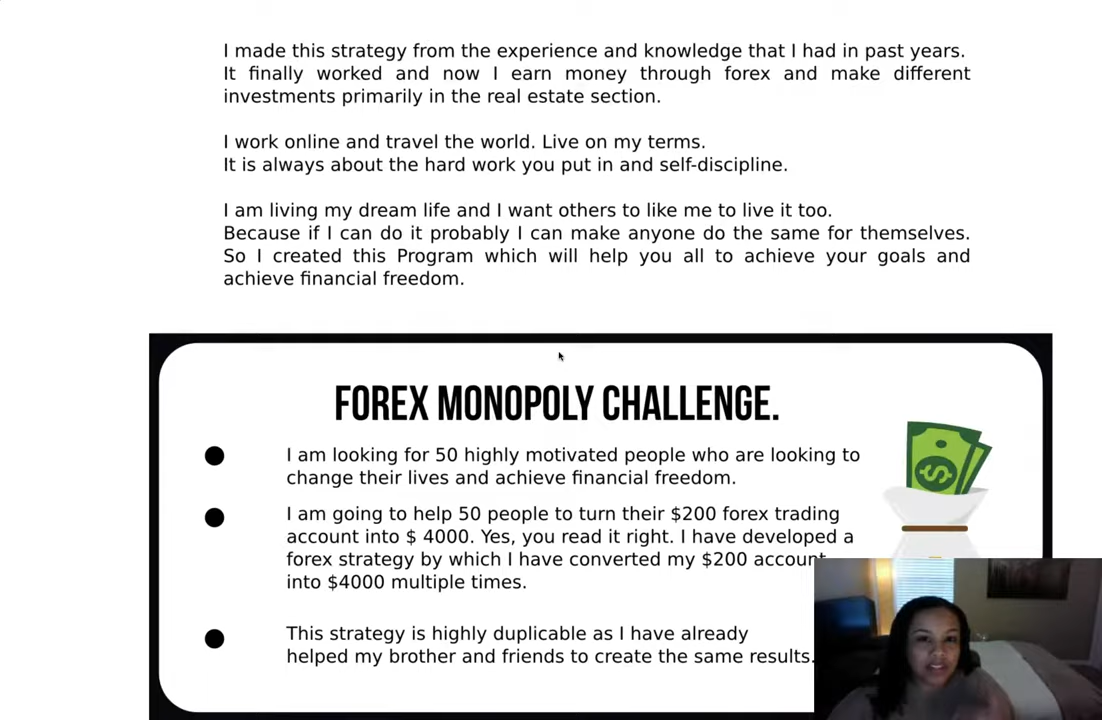 I made this strategy from the experience and knowledge that I had in past years.
It finally worked and now I earn money through forex and make different
investments primarily in the real estate section.
I work online and travel the world. Live on my terms.
It is always about the hard work you put in and self-discipline.
I am living my dream life and I want others to like me to live it too.
Because if I can do it probably I can make anyone do the same for themselves.
So I created this Program which will help you all to achieve your goals and
achieve financial freedom.
FOREX MONOPOLY CHALLENGE.
I am looking for 50 highly motivated people who are looking to
change their lives and achieve financial freedom.
I am going to help 50 people to turn their $200 forex trading
account into $ 4000. Yes, you read it right. I have developed a
forex strategy by which I have converted my $200 account
into $4000 multiple times.
This strategy is highly duplicable as I have already
helped my brother and friends to create the same results.